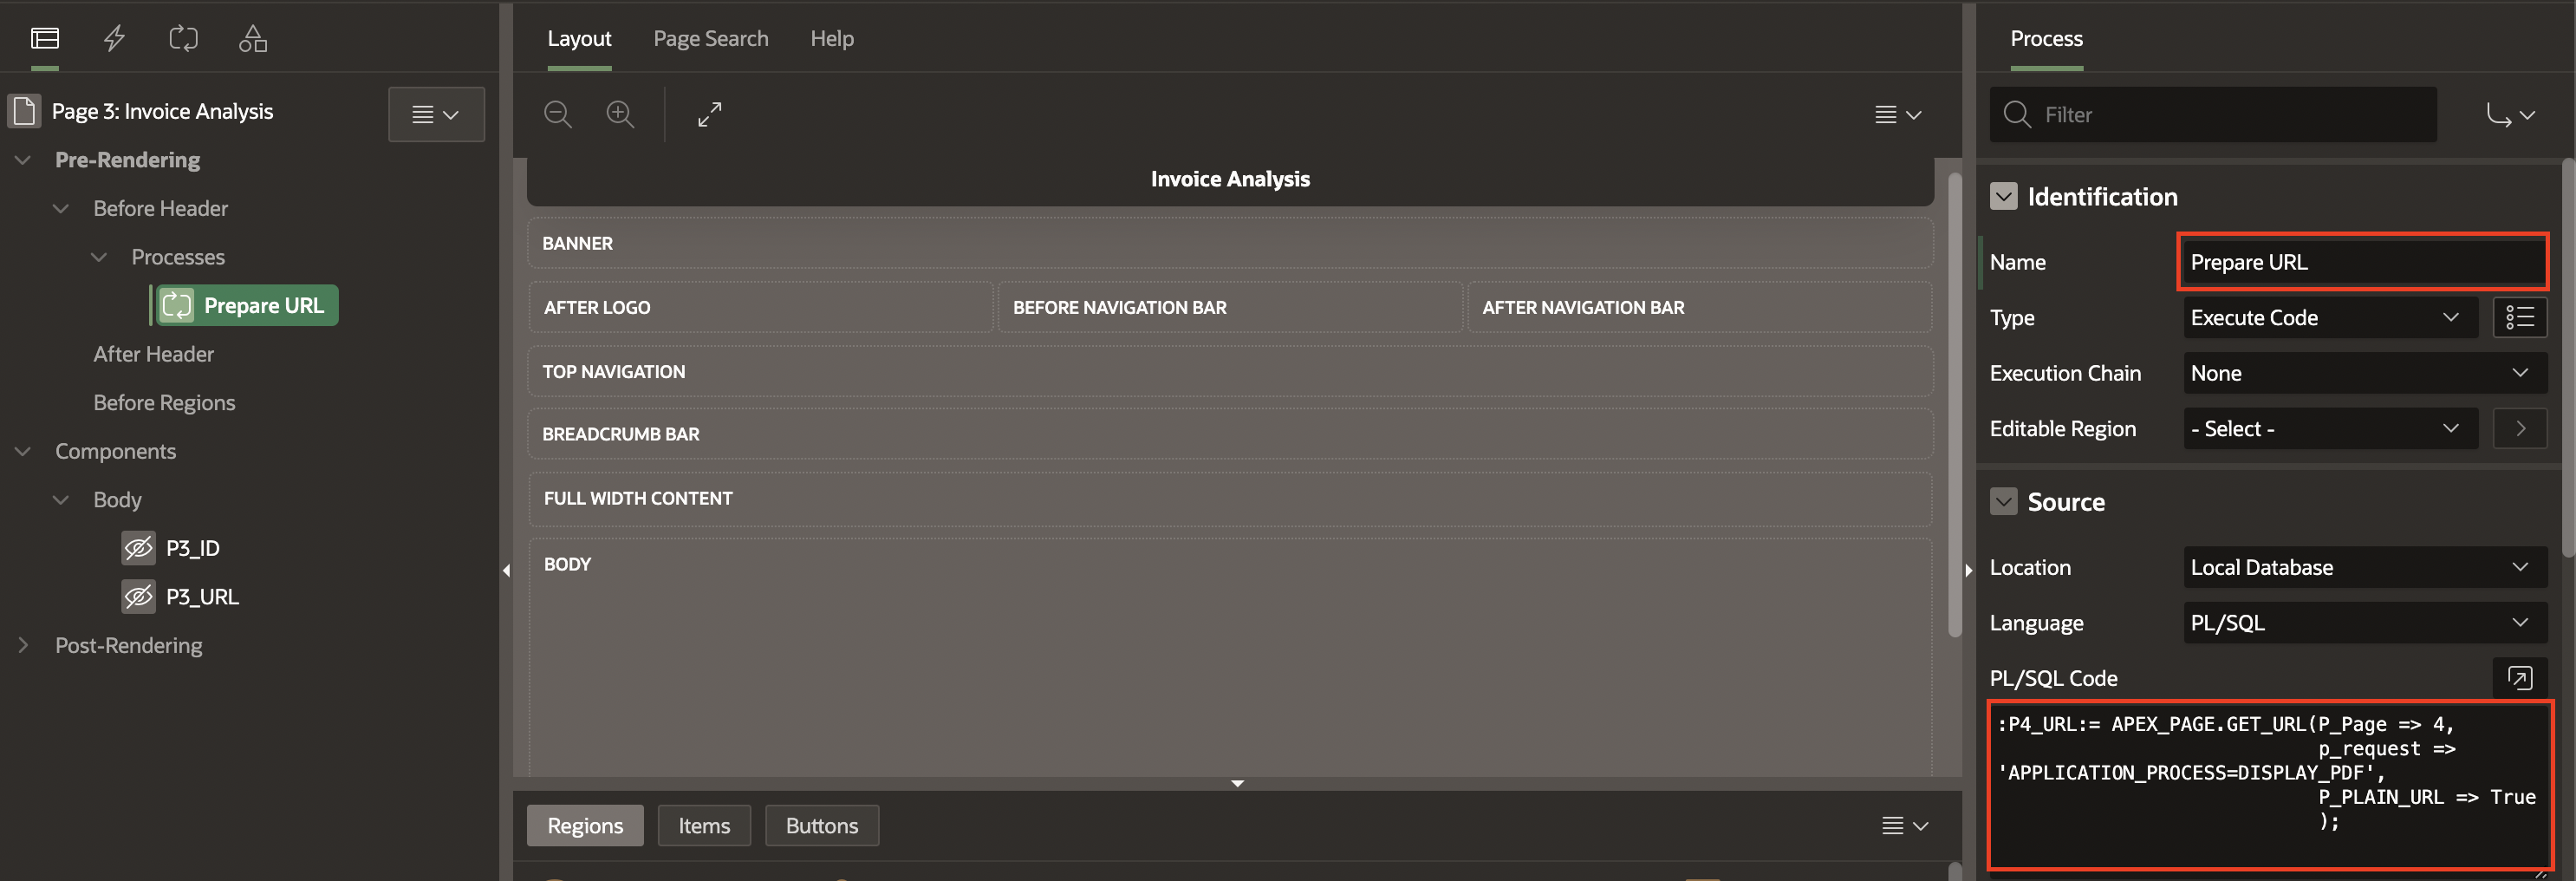 Layout
Page Search
Help
Process
Page 3: Invoice Analysis
Pre-Rendering
Before Header
Processes
Prepare URL
After Header
Before Regions
Components
Body
P3_ID
P3_URL
Post-Rendering
Invoice Analysis
BANNER
AFTER LOGO
BEFORE NAVIGATION BAR
AFTER NAVIGATION BAR
TOP NAVIGATION
BREADCRUMB BAR
FULL WIDTH CONTENT
BODY
Regions
Items
Buttons
Filter
Identification
Name
Prepare URL
Type
Execute Code
Execution Chain
None
Editable Region
- Select -
Source
Location
Local Database
Language
PL/SQL
PL/SQL Code
:P4_URL:= APEX_PAGE.GET_URL(P_Page => 4,
p_request =>
'APPLICATION_PROCESS=DISPLAY_PDF',
P_PLAIN_URL => True
);